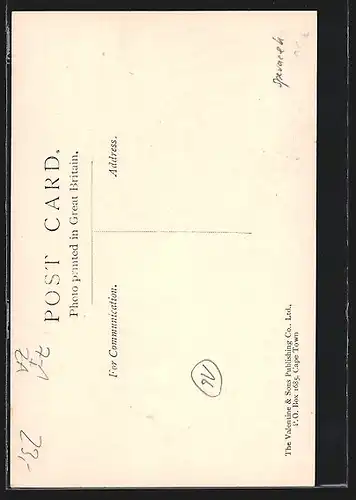 POST CARD.
Photo printed in Great Britain.
For Communication.
Address.
The Valentine & Sons Publishing Co., Ltd.,
P.O. Box 1685, Cape Town
23,-